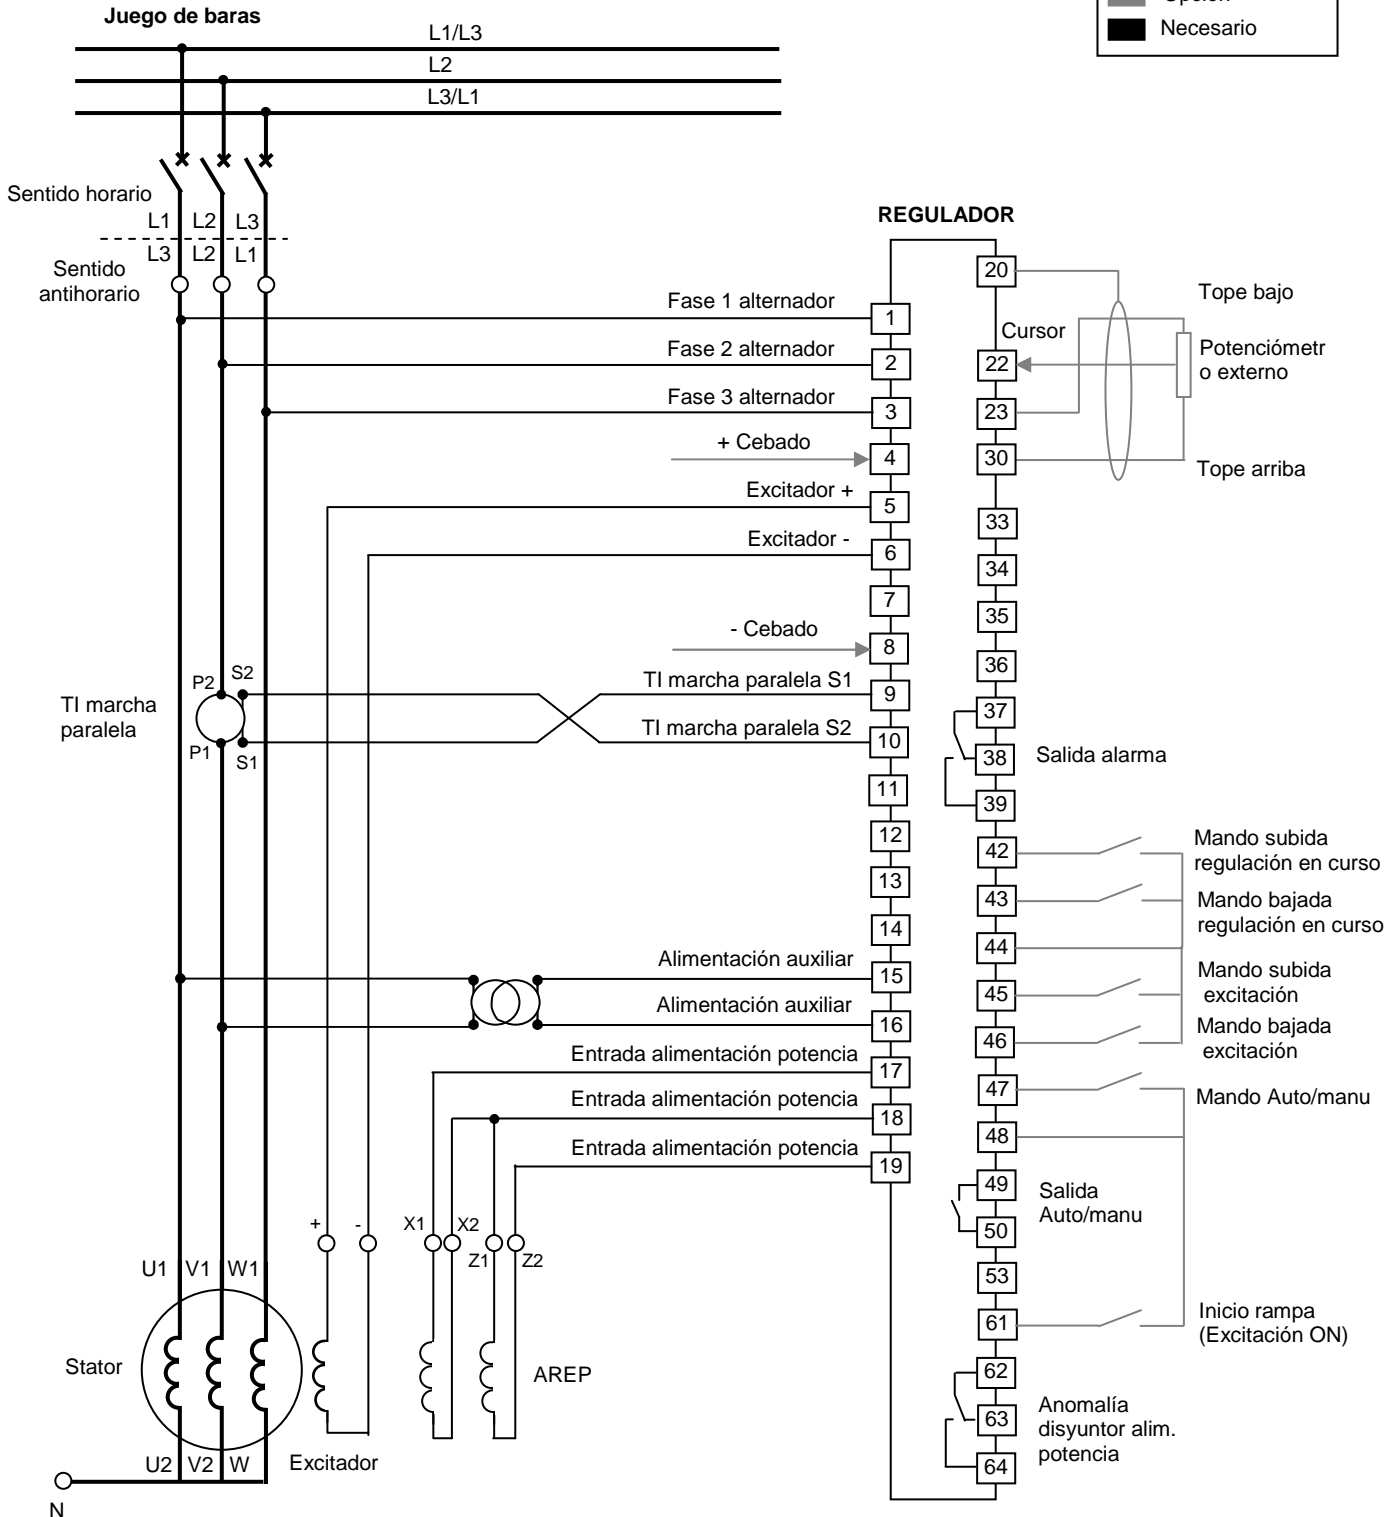 Opción
Necesario
Juego de baras
L1/L3
L2
L3/L1
Sentido horario
L1 L2 L3
L3 L2 L1
Sentido
antihorario
REGULADOR
Fase 1 alternador
1
Fase 2 alternador
2
Fase 3 alternador
3
+ Cebado
4
Excitador +
5
Excitador -
6
7
- Cebado
8
TI marcha paralela S1
9
TI marcha paralela S2
10
11
12
13
14
Alimentación auxiliar
15
Alimentación auxiliar
16
Entrada alimentación potencia
17
Entrada alimentación potencia
18
Entrada alimentación potencia
19
20
Cursor
22
23
30
Tope bajo
Potenciómetr
o externo
Tope arriba
33
34
35
36
37
38
39
Salida alarma
42
Mando subida
regulación en curso
43
Mando bajada
regulación en curso
44
45
Mando subida
excitación
46
Mando bajada
excitación
47
Mando Auto/manu
48
49
50
Salida
Auto/manu
53
61
Inicio rampa
(Excitación ON)
62
63
64
Anomalía
disyuntor alim.
potencia
TI marcha
paralela
P2 S2
P1 S1
+ -
X1 X2
Z1 Z2
U1 V1 W1
Stator
AREP
Excitador
U2 V2 W
N